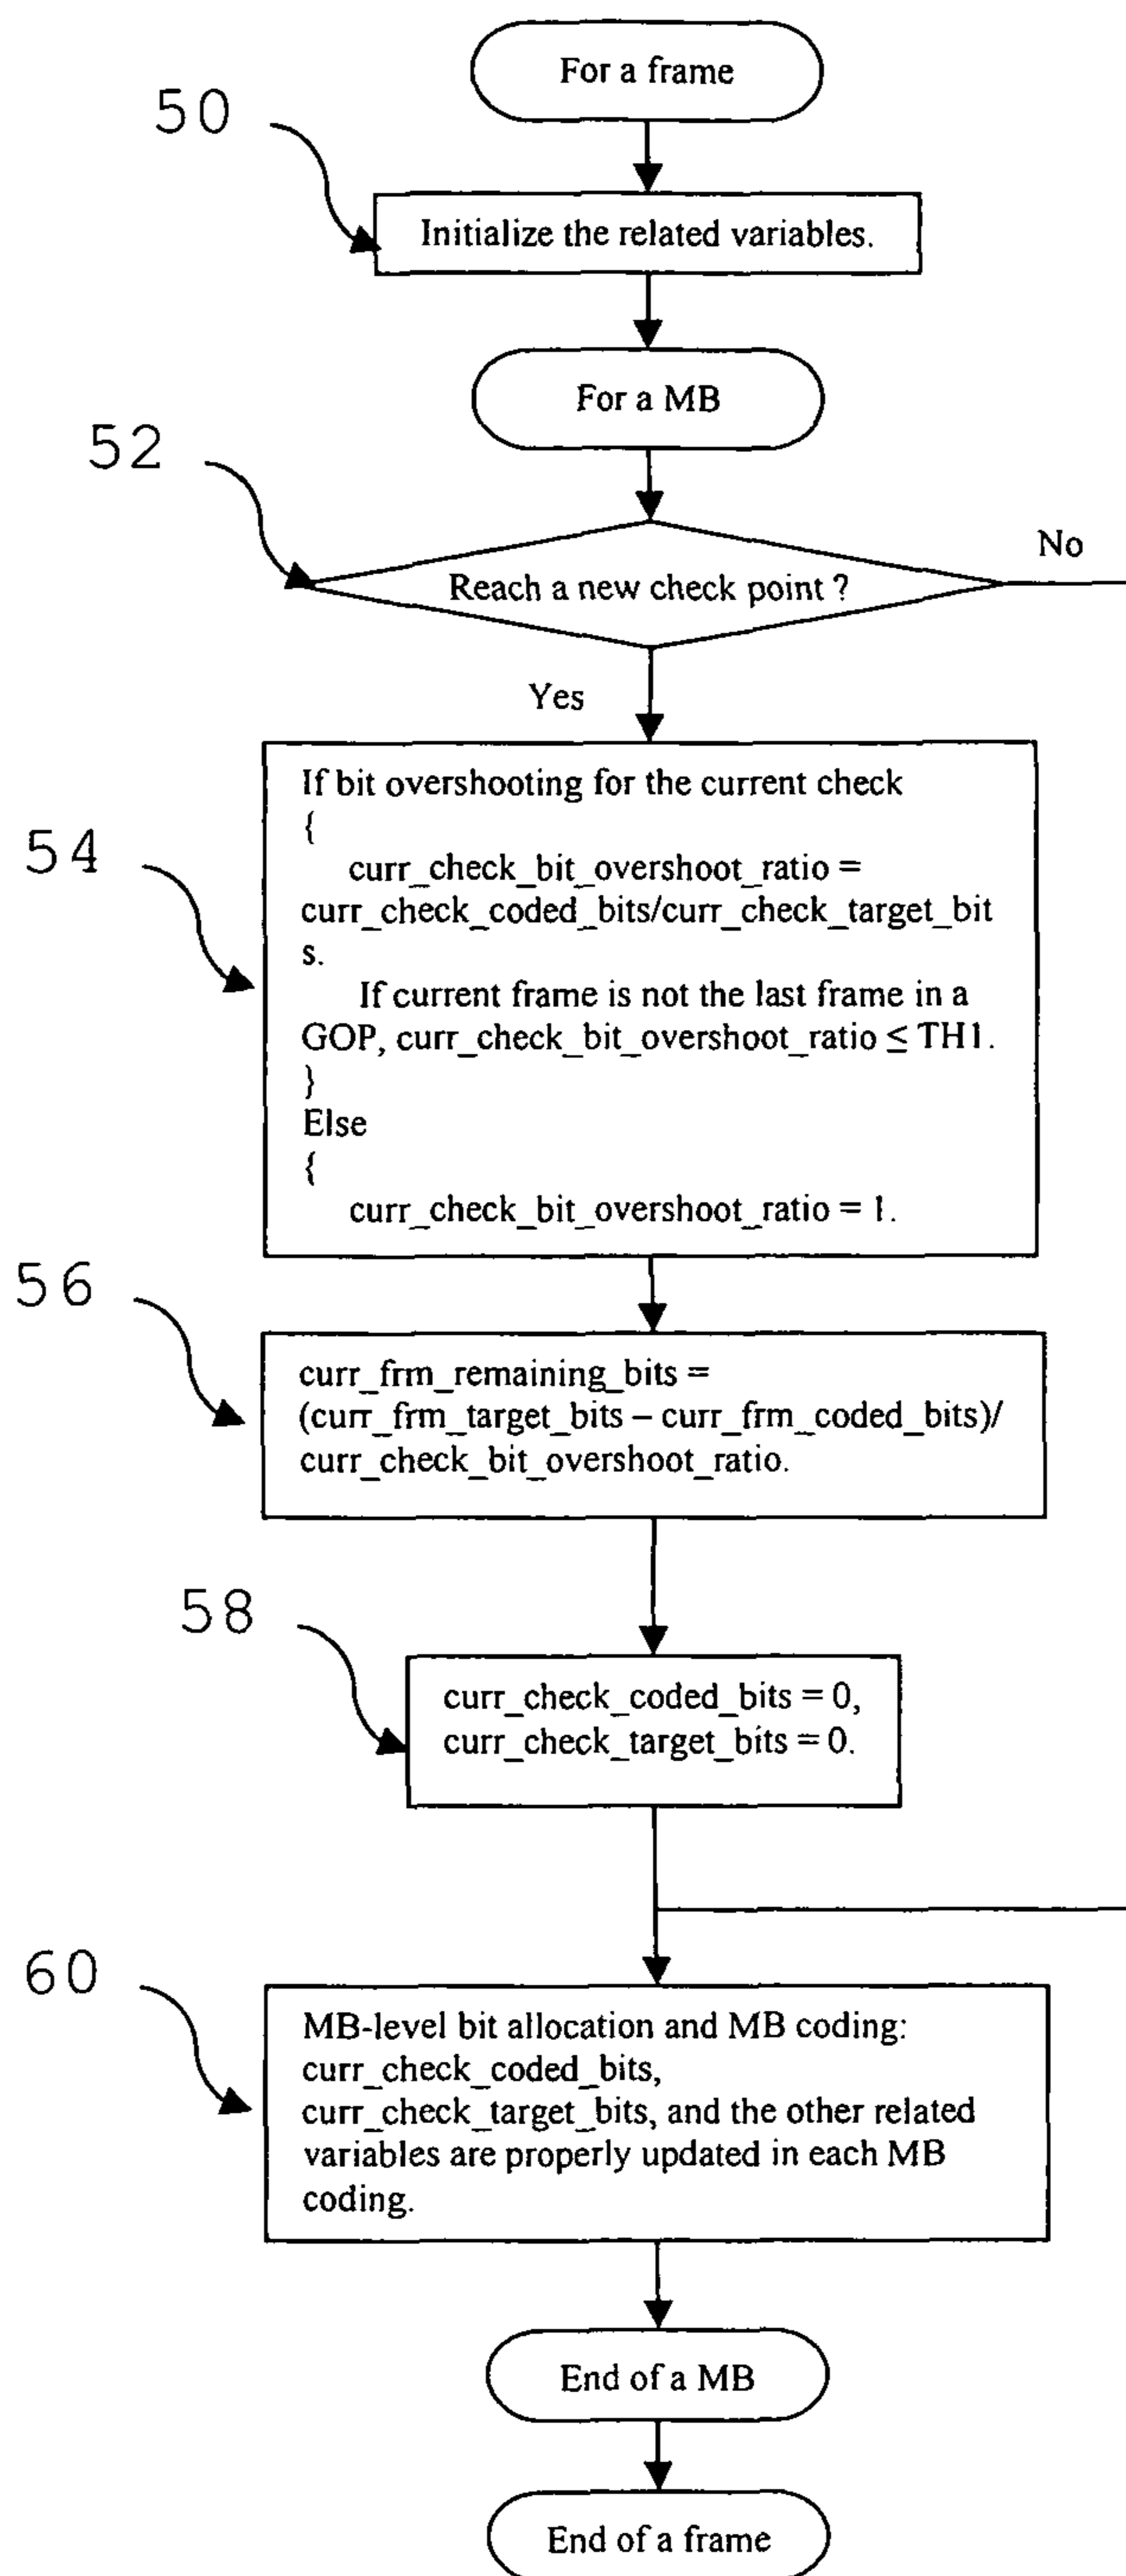 For a frame
50
Initialize the related variables.
For a MB
52
No
Reach a new check point ?
Yes
54
If bit overshooting for the current check
{
curr_check_bit_overshoot_ratio =
curr_check_coded_bits/curr_check_target_bit
s.
If current frame is not the last frame in a
GOP, curr_check_bit_overshoot_ratio ≤ TH1.
}
Else
{
curr_check_bit_overshoot_ratio = 1.
56
curr_frm_remaining_bits =
(curr_frm_target_bits – curr_frm_coded_bits)/
curr_check_bit_overshoot_ratio.
58
curr_check_coded_bits = 0,
curr_check_target_bits = 0.
60
MB-level bit allocation and MB coding:
curr_check_coded_bits,
curr_check_target_bits, and the other related
variables are properly updated in each MB
coding.
End of a MB
End of a frame